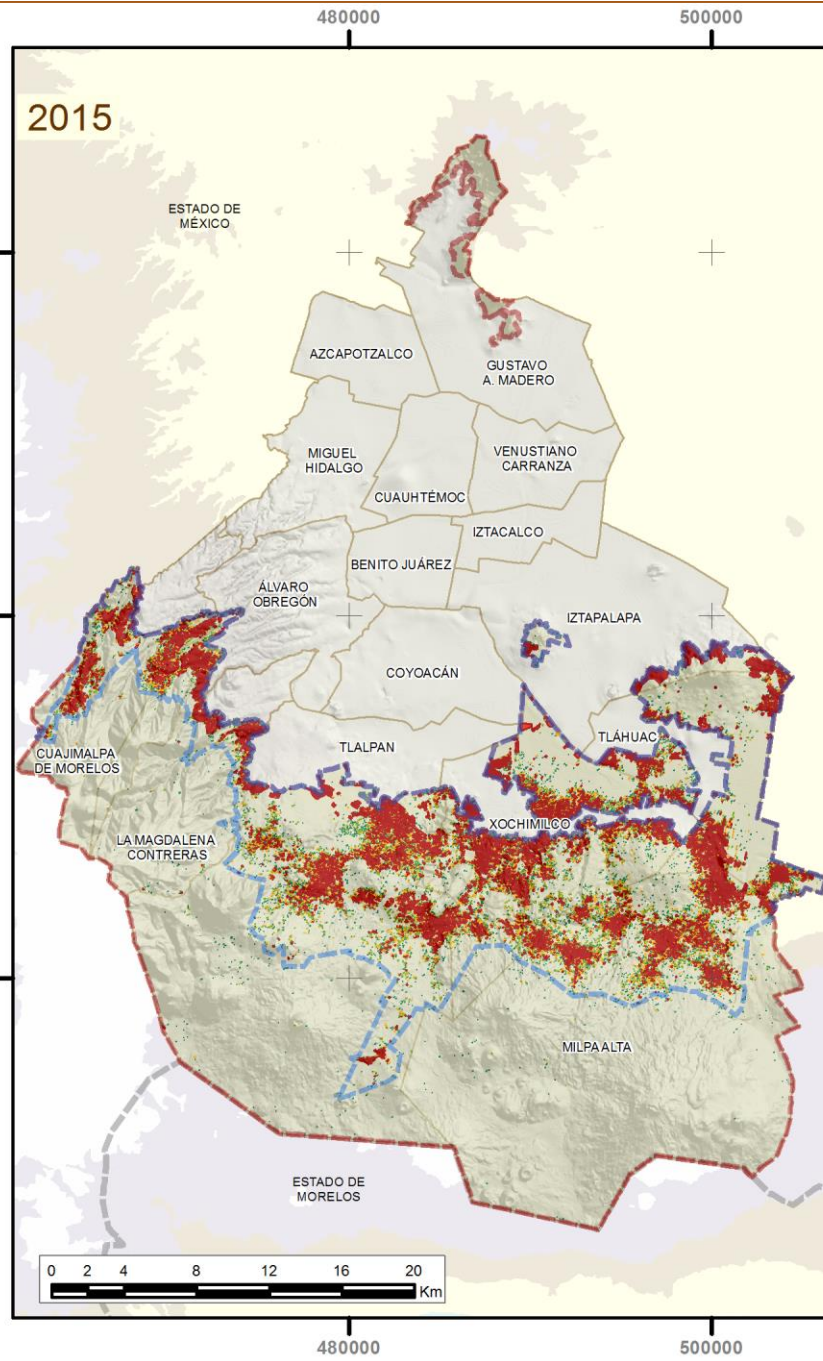 480000
500000
2015
ESTADO DE
MÉXICO
AZCAPOTZALCO
GUSTAVO
A. MADERO
MIGUEL
HIDALGO
VENUSTIANO
CARRANZA
CUAUHTÉMOC
IZTACALCO
BENITO JUÁREZ
ÁLVARO
OBREGÓN
IZTAPALAPA
COYOACÁN
TLÁHUAC
TLALPAN
CUAJIMALPA
DE MORELOS
XOCHIMILCO
LA MAGDALENA
CONTRERAS
MILPA ALTA
ESTADO DE
MORELOS
0 2 4 8 12 16 20
Km
480000
500000